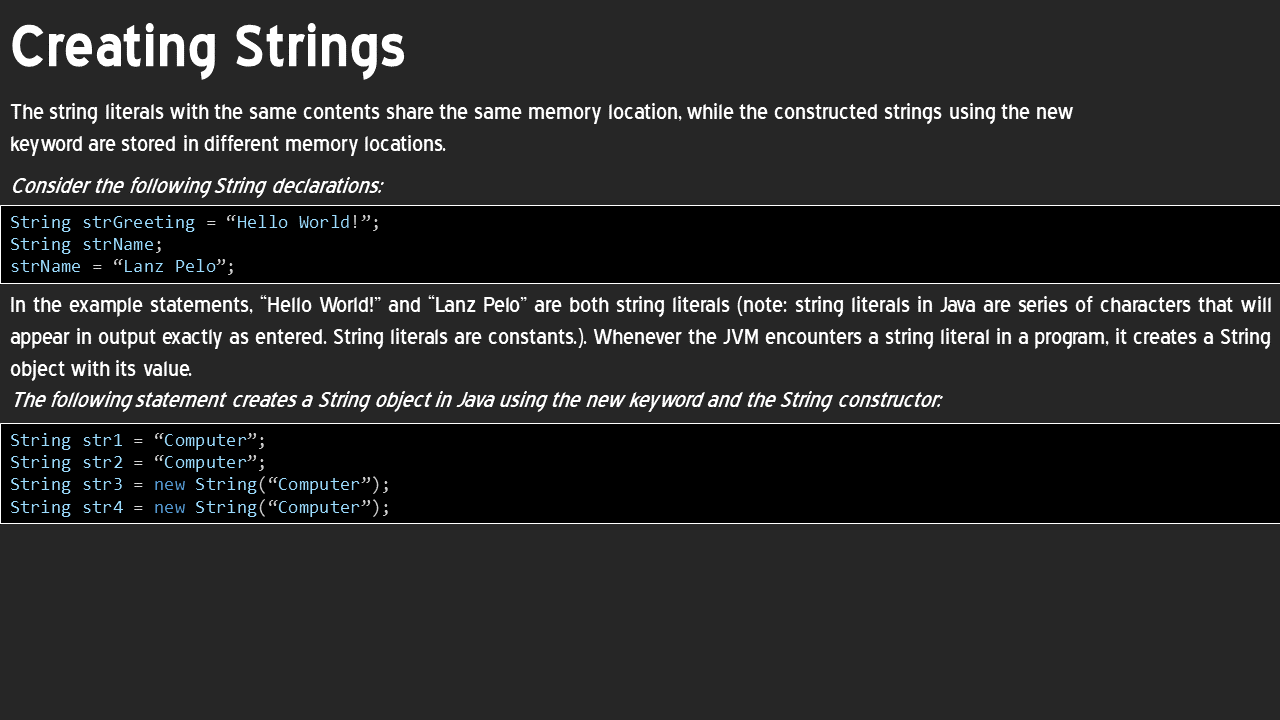 Creating Strings
The string literals with the same contents share the same memory location, while the constructed strings using the new
keyword are stored in different memory locations.
Consider the following String declarations:
String strGreeting = “Hello World!”;
String strName;
strName = “Lanz Pelo”;
In the example statements, “Hello World!” and “Lanz Pelo” are both string literals (note: string literals in Java are series of characters that will
appear in output exactly as entered. String literals are constants.). Whenever the JVM encounters a string literal in a program, it creates a String
object with its value.
The following statement creates a String object in Java using the new keyword and the String constructor:
String str1 = “Computer”;
String str2 = “Computer”;
String str3 = new String(“Computer”);
String str4 = new String(“Computer”);